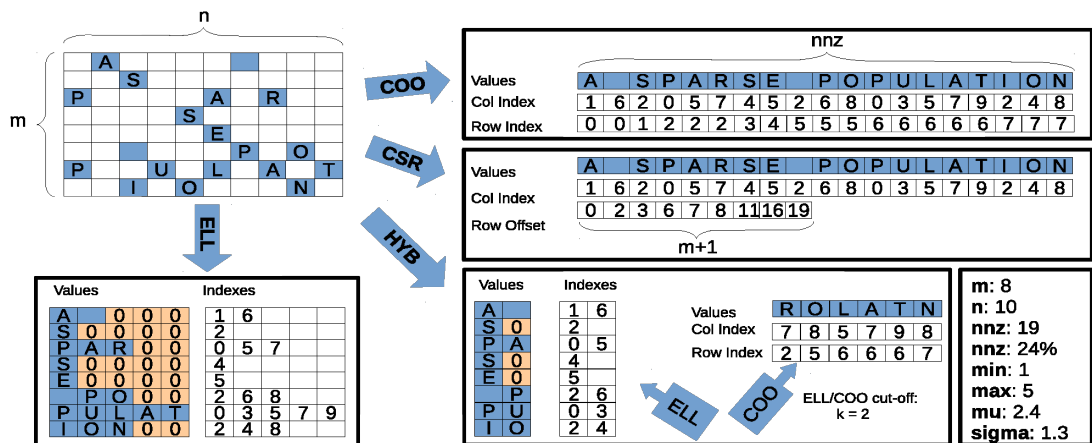 n
m
A
S
P A R
S
E
P O
P U L A T
I O N
COO
CSR
HYB
ELL
nnz
Values A S P A R S E P O P U L A T I O N
Col Index 1 6 2 0 5 7 4 5 2 6 8 0 3 5 7 9 2 4 8
Row Index 0 0 1 2 2 2 3 4 5 5 5 6 6 6 6 6 7 7 7
Values A S P A R S E P O P U L A T I O N
Col Index 1 6 2 0 5 7 4 5 2 6 8 0 3 5 7 9 2 4 8
Row Offset 0 2 3 6 7 8 11 16 19
m+1
Values Indexes
A 0 0 0 1 6
S 0 0 0 0 2
P A R 0 0 0 5 7
S 0 0 0 0 4
E 0 0 0 0 5
P O 0 0 2 6 8
P U L A T 0 3 5 7 9
I O N 0 0 2 4 8
Values Indexes
A 1 6
S 0 2
P A 0 5
S 0 4
E 0 5
P 2 6
P U 0 3
I O 2 4
ELL
Values R O L A T N
Col Index 7 8 5 7 9 8
Row Index 2 5 6 6 6 7
COO
ELL/COO cut-off:
k = 2
m: 8
n: 10
nnz: 19
nnz: 24%
min: 1
max: 5
mu: 2.4
sigma: 1.3